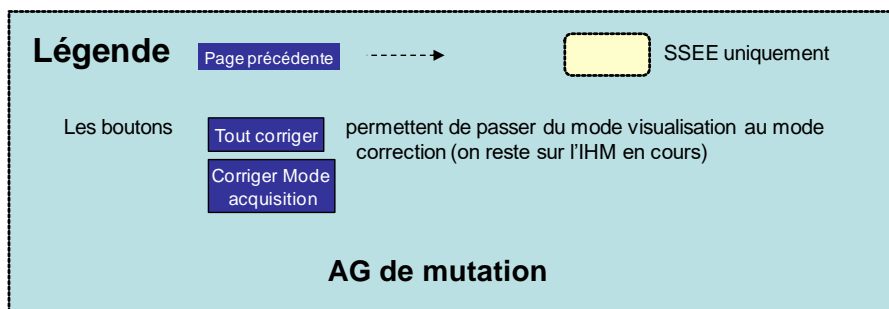 Légende
Page précédente
SSEE uniquement
Les boutons
Tout corriger
permettent de passer du mode visualisation au mode
correction (on reste sur l'IHM en cours)
Corriger Mode
acquisition
AG de mutation